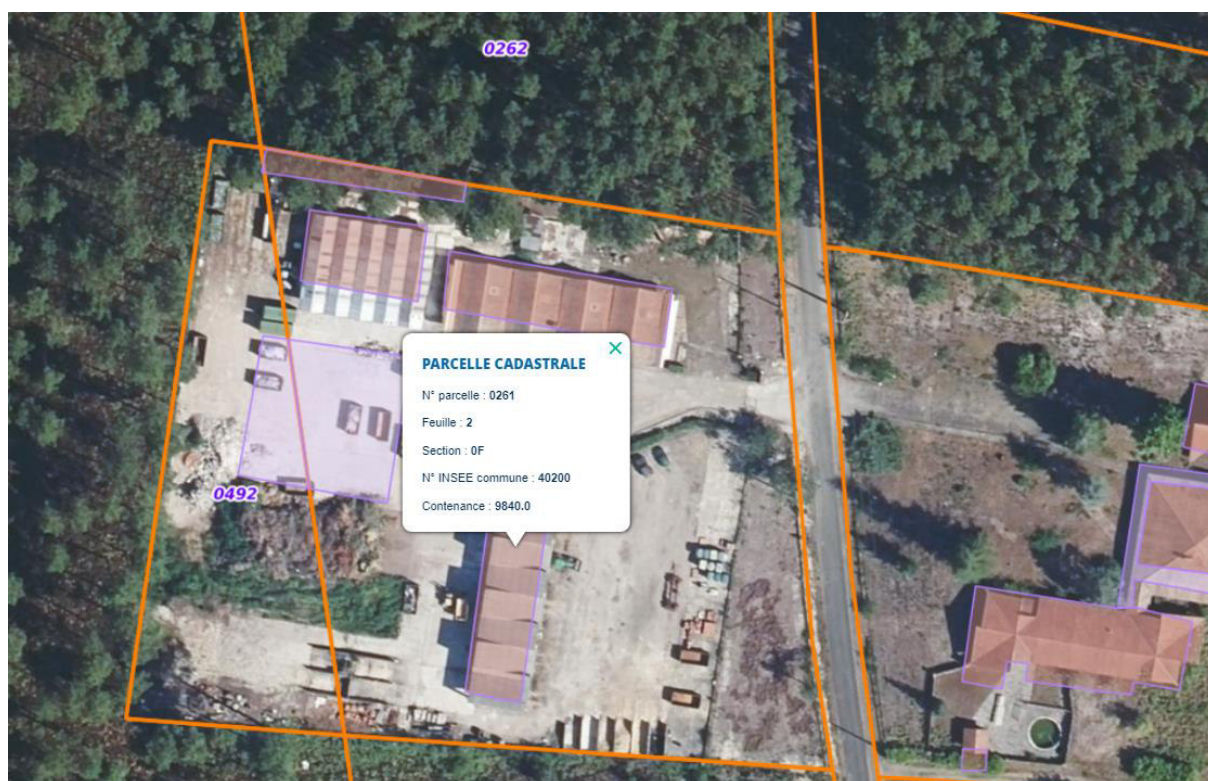 0262
PARCELLE CADASTRALE
N° parcelle : 0261
Feuille : 2
Section : 0F
N° INSEE commune : 40200
Contenance : 9840.0
0492